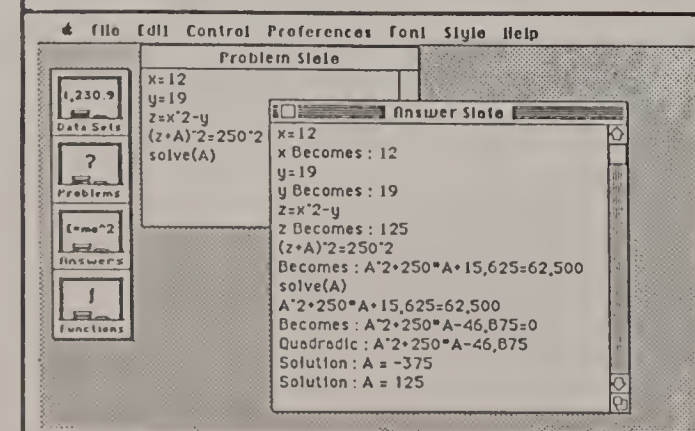 File Edit Control Preferences Font Style Help
Problem Slate
x=12
y=19
z=x^2-y
(z+A)^2=250^2
solve(A)
1,230.9
Data Sets
?
Problems
E=mc^2
Answers
∫
Functions
Answer Slate
x=12
x Becomes : 12
y=19
y Becomes : 19
z=x^2-y
z Becomes : 125
(z+A)^2=250^2
Becomes : A^2+250*A+15,625=62,500
solve(A)
A^2+250*A+15,625=62,500
Becomes : A^2+250*A-46,875=0
Quadradic : A^2+250*A-46,875
Solution : A = -375
Solution : A = 125